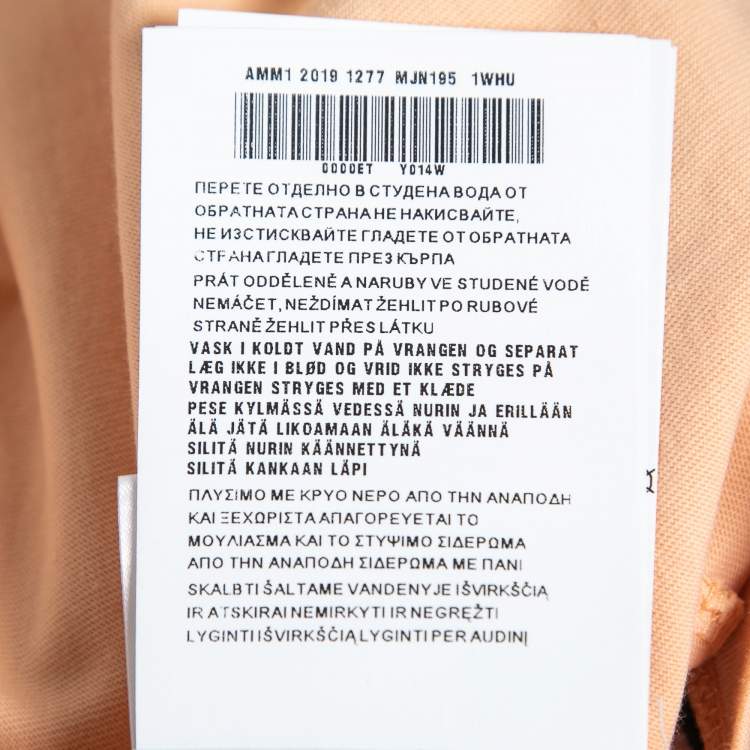 AMM1 2019 1277 MJN195 1WHU
0000ET Y014W
ПЕРЕТЕ ОТДЕЛНО В СТУДЕНА ВОДА ОТ
ОБРАТНАТА СТРАНА НЕ НАКИСВАЙТЕ,
НЕ ИЗСТИСКВАЙТЕ ГЛАДЕТЕ ОТ ОБРАТНАТА
СТРАНА ГЛАДЕТЕ ПРЕЗ КЪРПА
PRÁT ODDĚLENĚ A NARUBY VE STUDENÉ VODĚ
NEMÁČET, NEŽDÍMAT ŽEHLIT PO RUBOVÉ
STRANĚ ŽEHLIT PŘES LÁTKU
VASK I KOLDT VAND PÅ VRANGEN OG SEPARAT
LÆG IKKE I BLØD OG VRID IKKE STRYGES PÅ
VRANGEN STRYGES MED ET KLÆDE
PESE KYLMÄSSÄ VEDESSÄ NURIN JA ERILLÄÄN
ÄLÄ JÄTÄ LIKOAMAAN ÄLÄKÄ VÄÄNNÄ
SILITÄ NURIN KÄÄNNETTYNÄ
SILITÄ KANKAAN LÄPI
ΠΛΥΣΙΜΟ ΜΕ ΚΡΥΟ ΝΕΡΟ ΑΠΟ ΤΗΝ ΑΝΑΠΟΔΗ
ΚΑΙ ΞΕΧΩΡΙΣΤΑ ΑΠΑΓΟΡΕΥΕΤΑΙ ΤΟ
ΜΟΥΛΙΑΣΜΑ ΚΑΙ ΤΟ ΣΤΥΨΙΜΟ ΣΙΔΕΡΩΜΑ
ΑΠΟ ΤΗΝ ΑΝΑΠΟΔΗ ΣΙΔΕΡΩΜΑ ΜΕ ΠΑΝΙ
SKALBTI ŠALTAME VANDENYJE IŠVIRKŠČIĄ
IR ATSKIRAI NEMIRKYTI IR NEGRĘŽTI
LYGINTI IŠVIRKŠČIĄ LYGINTI PER AUDINĮ